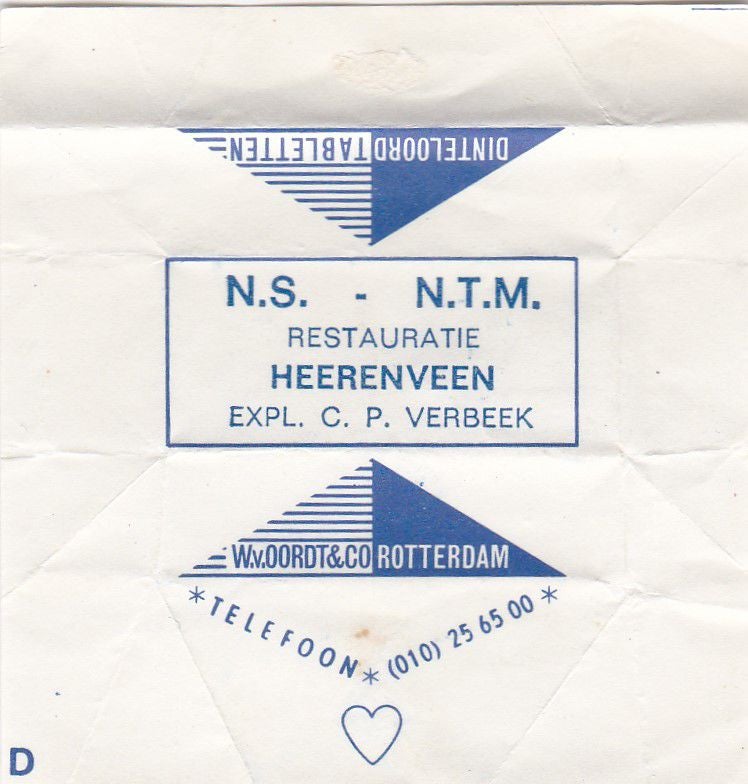 DINTELOORD TABLETTEN
N.S. - N.T.M.
RESTAURATIE
HEERENVEEN
EXPL. C. P. VERBEEK
W.v.OORDT&CO ROTTERDAM
*TELEFOON* (010) 25 65 00 *
D